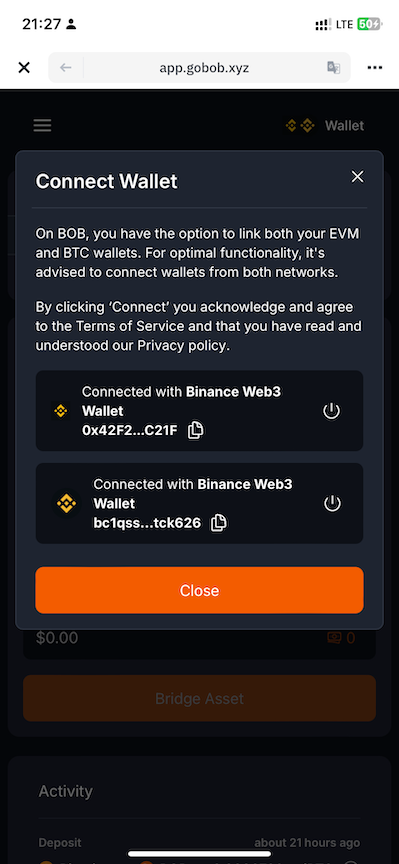 21:27
LTE
50
app.gobob.xyz
Wallet
Connect Wallet
On BOB, you have the option to link both your EVM
and BTC wallets. For optimal functionality, it's
advised to connect wallets from both networks.
By clicking ‘Connect’ you acknowledge and agree
to the Terms of Service and that you have read and
understood our Privacy policy.
Connected with Binance Web3
Wallet
0x42F2...C21F
Connected with Binance Web3
Wallet
bc1qss...tck626
Close
$0.00
0
Bridge Asset
Activity
Deposit
about 21 hours ago